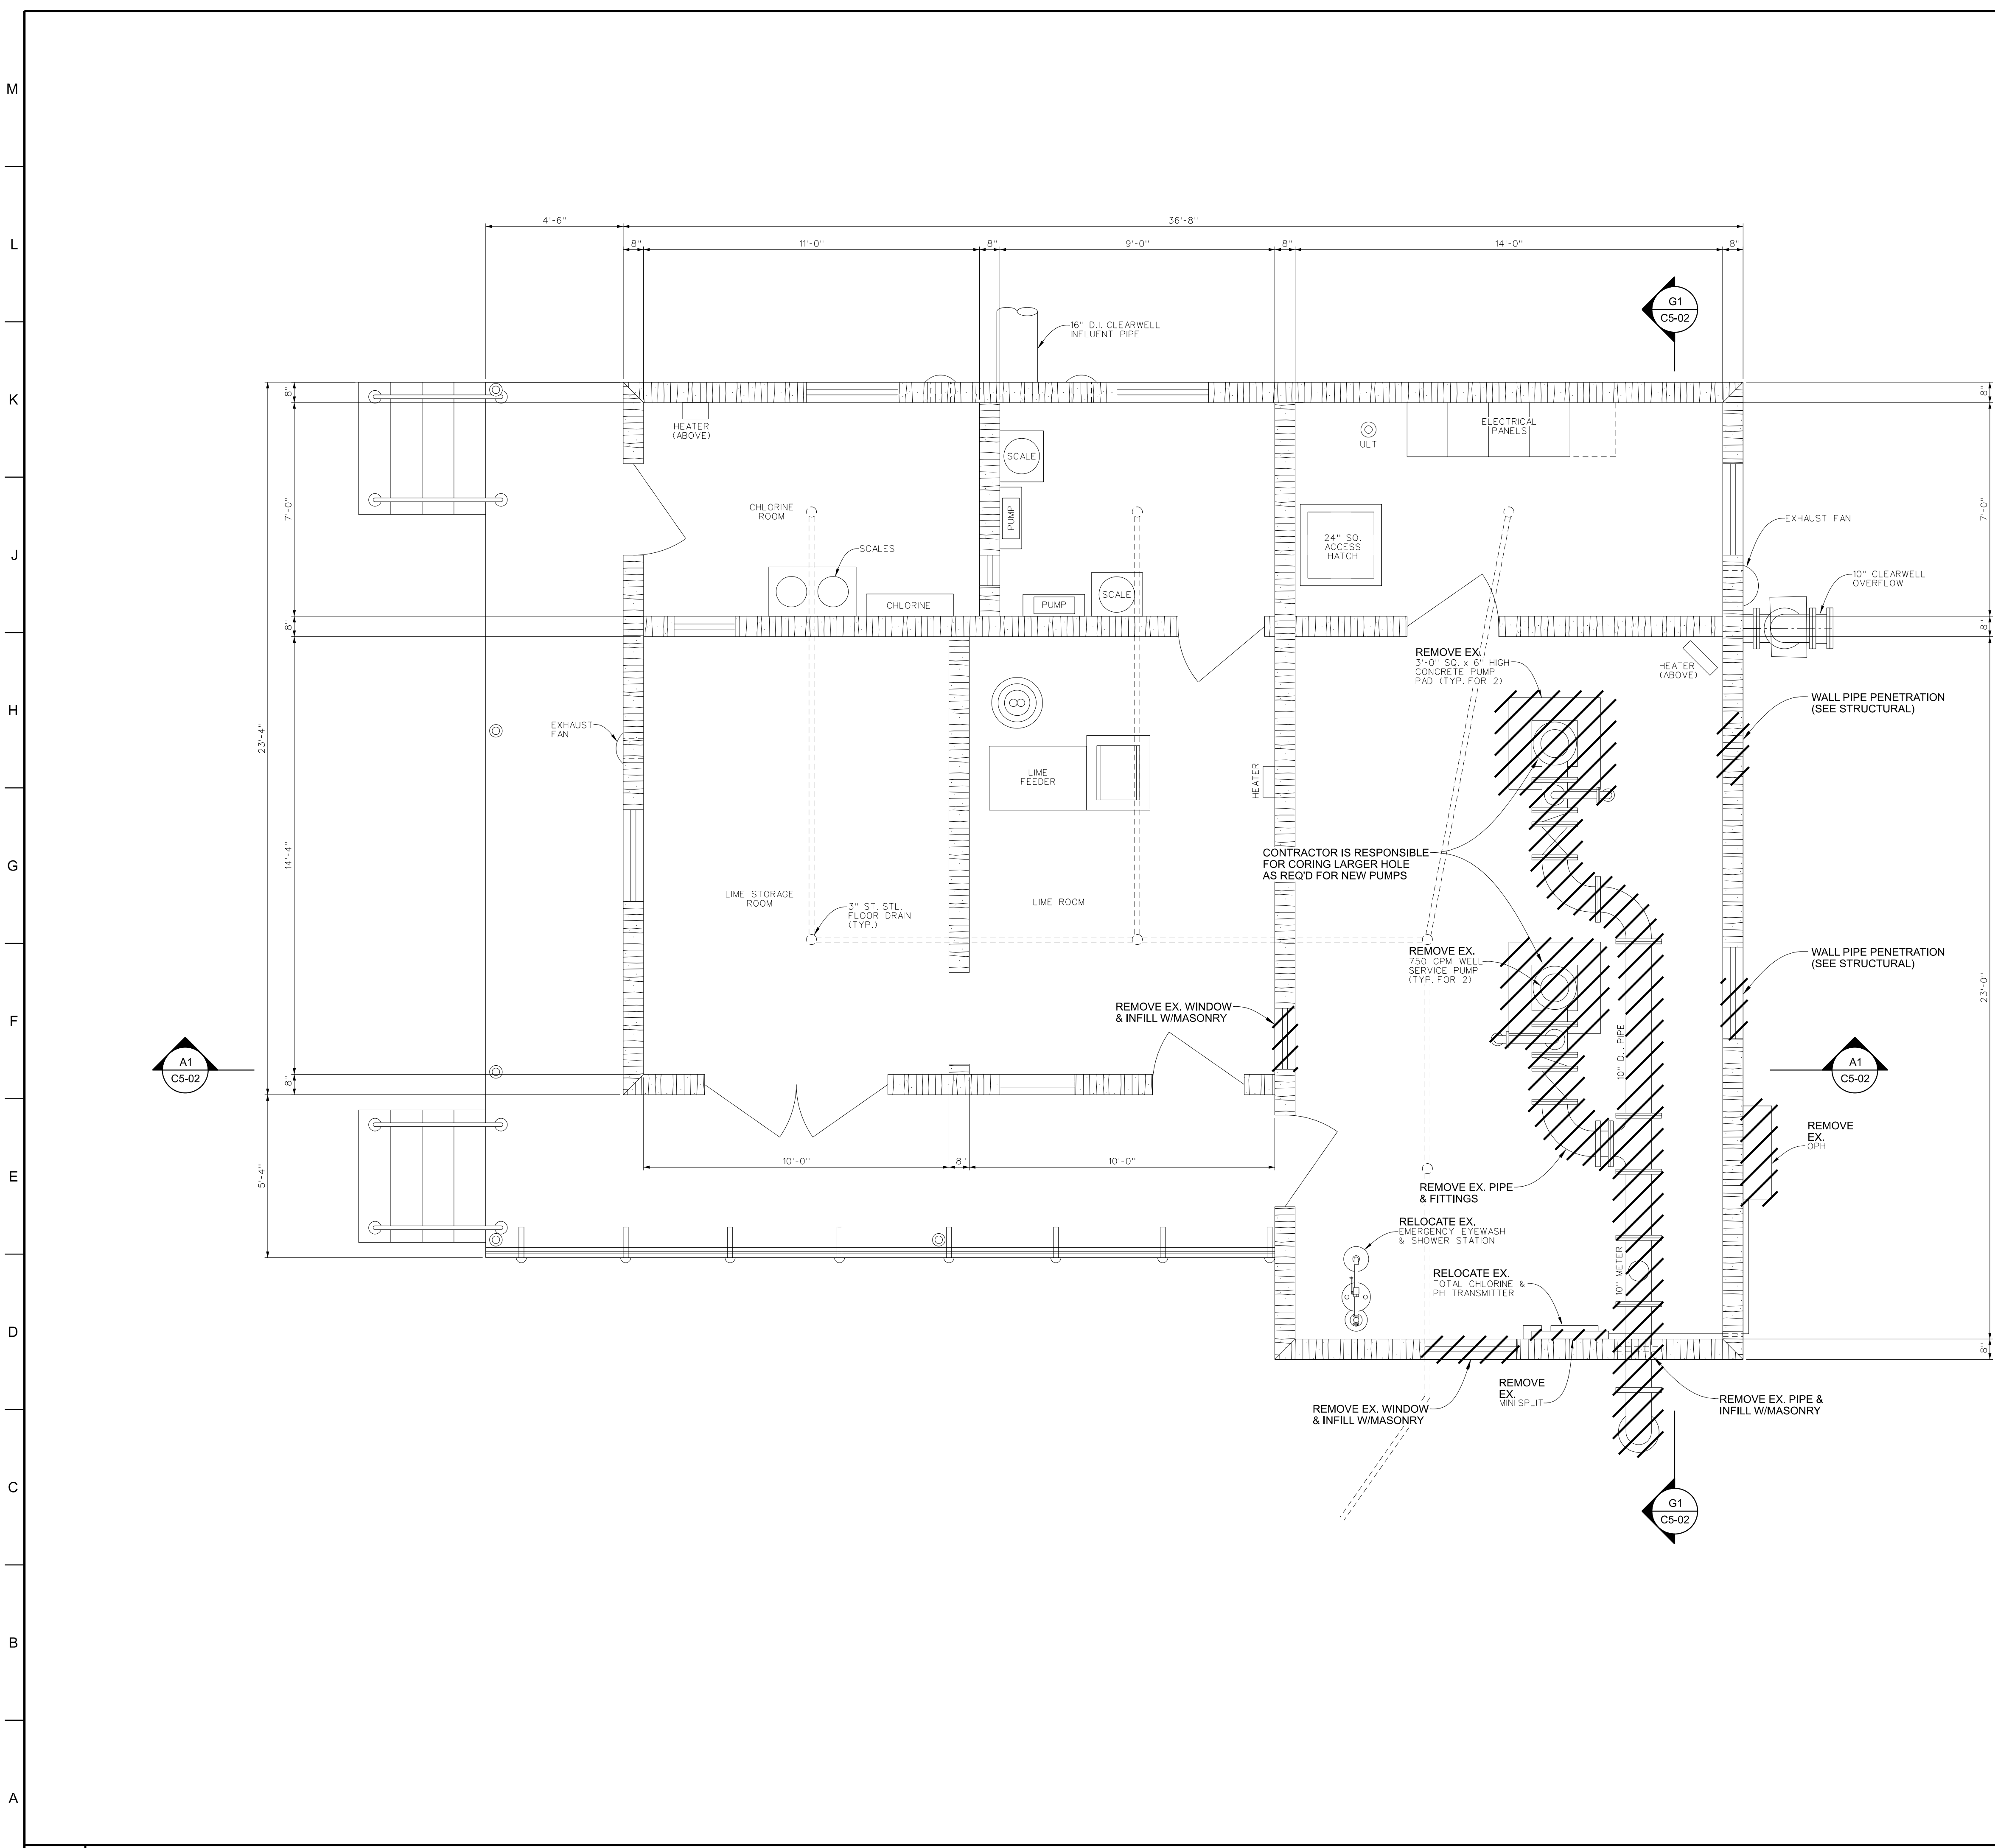 M
L
K
J
H
G
F
E
D
C
B
A
4'-6"
36'-8"
8"
11'-0"
8"
9'-0"
8"
14'-0"
8"
G1
C5-02
16" D.I. CLEARWELL
INFLUENT PIPE
8"
7'-0"
8"
23'-4"
14'-4"
8"
5'-4"
HEATER
(ABOVE)
SCALE
PUMP
ULT
ELECTRICAL
PANELS
CHLORINE
ROOM
SCALES
CHLORINE
PUMP
SCALE
24" SQ.
ACCESS
HATCH
EXHAUST FAN
10" CLEARWELL
OVERFLOW
8"
7'-0"
8"
23'-0"
8"
REMOVE EX.
3'-0" SQ. x 6" HIGH
CONCRETE PUMP
PAD (TYP. FOR 2)
HEATER
(ABOVE)
WALL PIPE PENETRATION
(SEE STRUCTURAL)
EXHAUST
FAN
LIME
FEEDER
HEATER
CONTRACTOR IS RESPONSIBLE
FOR CORING LARGER HOLE
AS REQ'D FOR NEW PUMPS
LIME STORAGE
ROOM
3" ST. STL.
FLOOR DRAIN
(TYP.)
LIME ROOM
REMOVE EX.
750 GPM WELL
SERVICE PUMP
(TYP. FOR 2)
WALL PIPE PENETRATION
(SEE STRUCTURAL)
REMOVE EX. WINDOW
& INFILL W/MASONRY
10" D.I. PIPE
A1
C5-02
A1
C5-02
REMOVE
EX.
OPH
10'-0"
8"
10'-0"
REMOVE EX. PIPE
& FITTINGS
RELOCATE EX.
EMERGENCY EYEWASH
& SHOWER STATION
10" METER
RELOCATE EX.
TOTAL CHLORINE &
PH TRANSMITTER
REMOVE
EX.
MINI SPLIT
REMOVE EX. WINDOW
& INFILL W/MASONRY
REMOVE EX. PIPE &
INFILL W/MASONRY
G1
C5-02